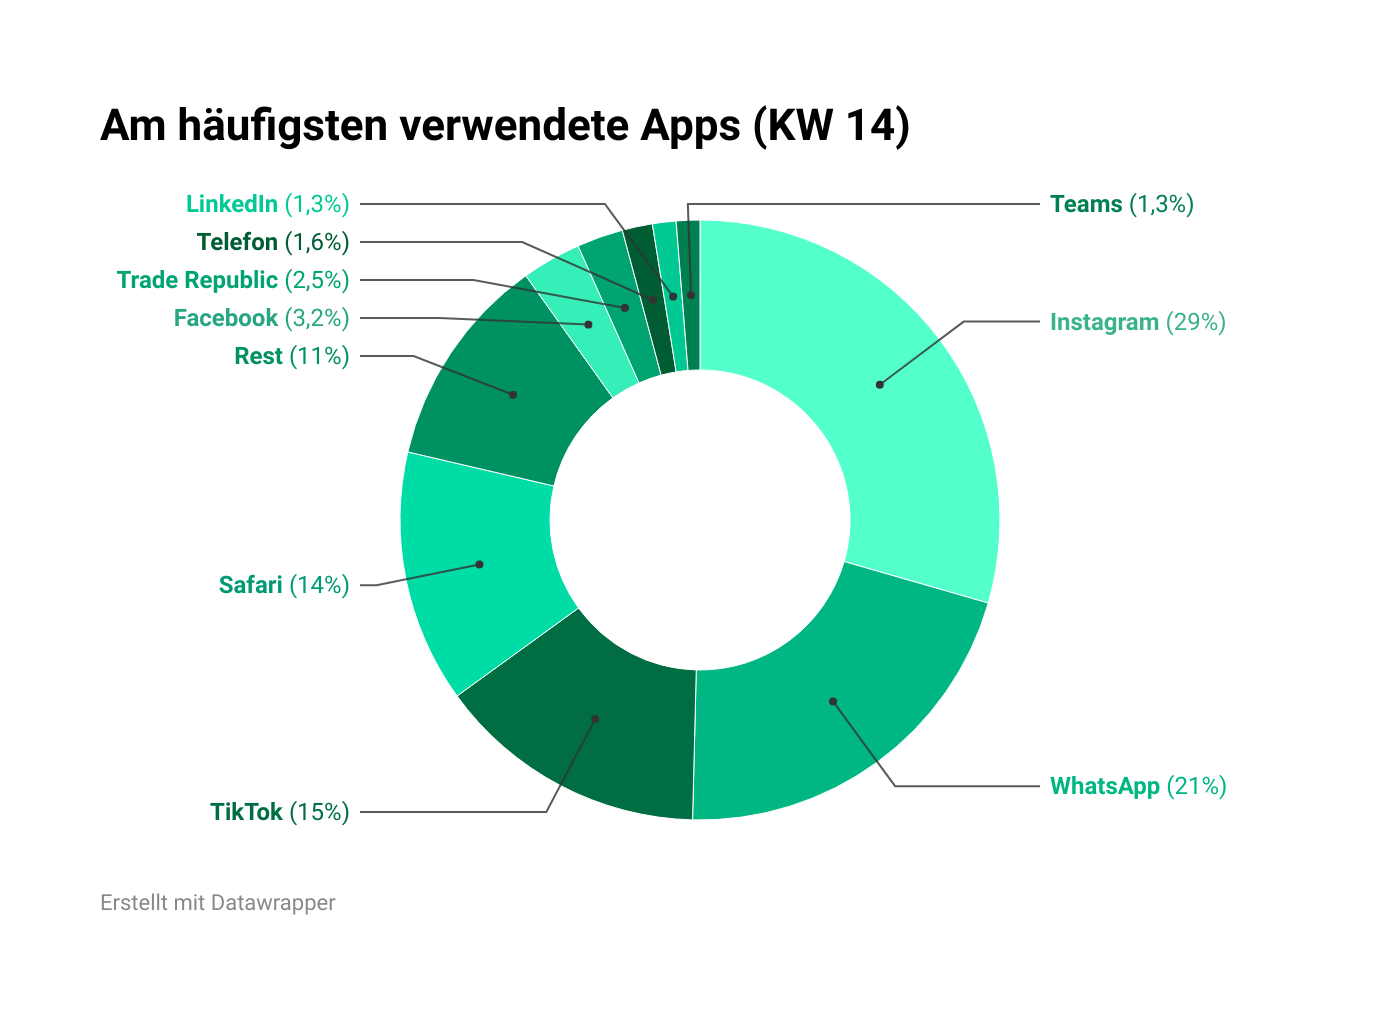 Am häufigsten verwendete Apps (KW 14)
LinkedIn (1,3%)
Teams (1,3%)
Telefon (1,6%)
Trade Republic (2,5%)
Facebook (3,2%)
Instagram (29%)
Rest (11%)
Safari (14%)
WhatsApp (21%)
TikTok (15%)
Erstellt mit Datawrapper